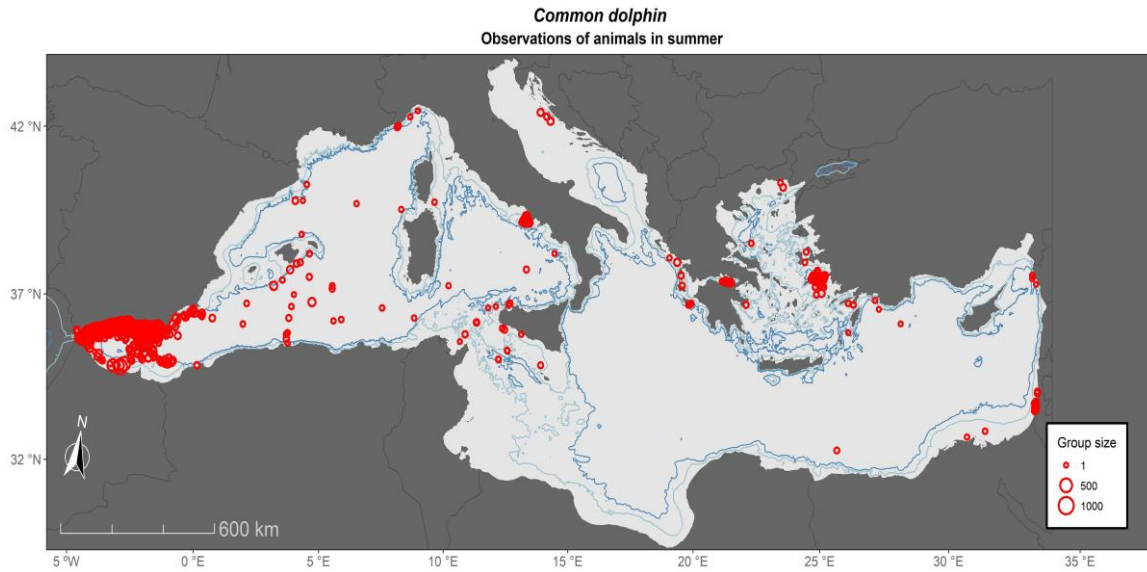 Common dolphin
Observations of animals in summer
42 °N
37 °N
32 °N
N
600 km
Group size
1
500
1000
5 ºW
0 °E
5 °E
10 °E
15 °E
20 °E
25 °E
30 °E
35 °E